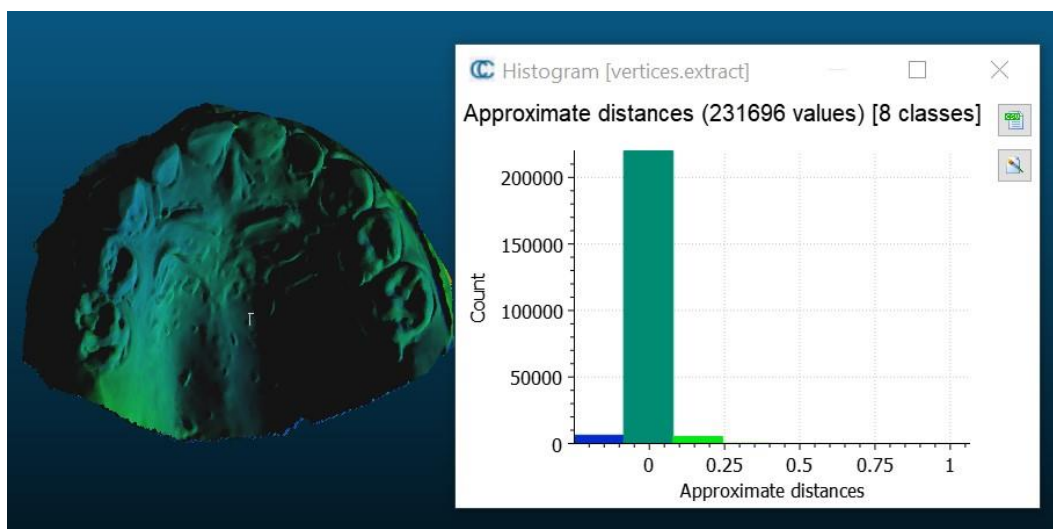 Histogram [vertices.extract]
Approximate distances (231696 values) [8 classes]
200000
150000
100000
50000
0
Count
0 0.25 0.5 0.75 1
Approximate distances